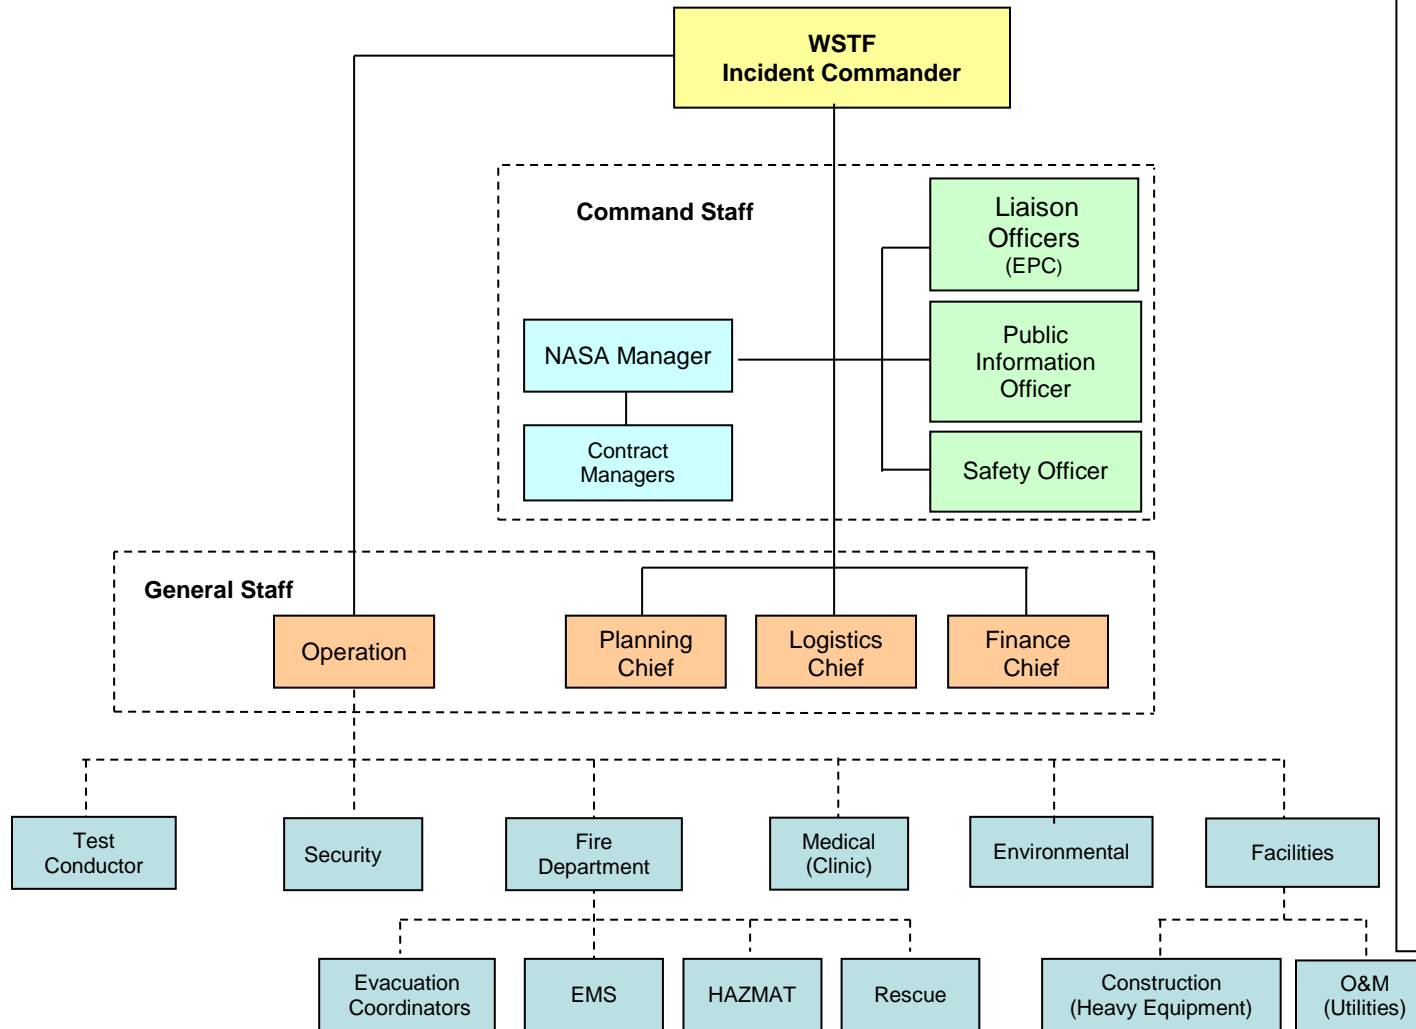 WSTF
Incident Commander
Command Staff
Liaison
Officers
(EPC)
NASA Manager
Public
Information
Officer
Contract
Managers
Safety Officer
General Staff
Operation
Planning
Chief
Logistics
Chief
Finance
Chief
Test
Conductor
Security
Fire
Department
Medical
(Clinic)
Environmental
Facilities
Evacuation
Coordinators
EMS
HAZMAT
Rescue
Construction
(Heavy Equipment)
O&M
(Utilities)